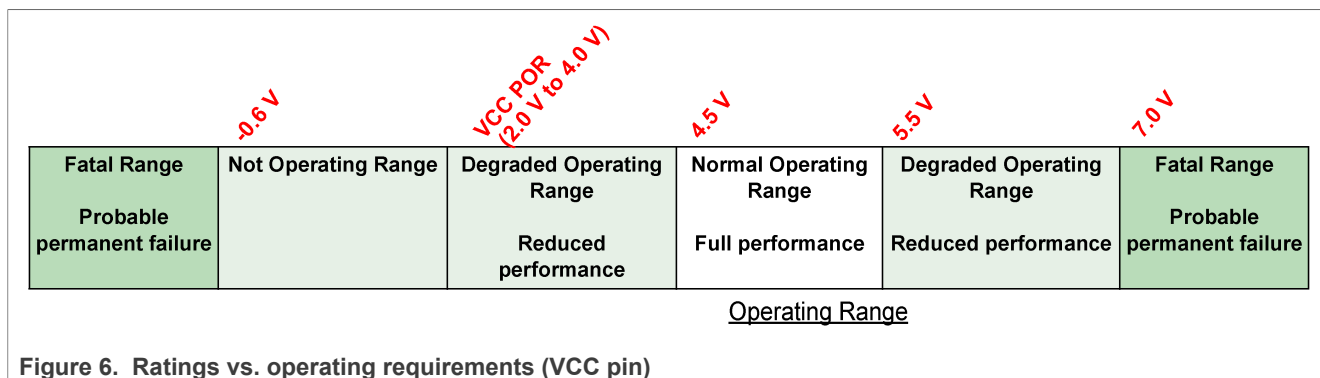 -0.6 V
VCC POR
(2.0 V to 4.0 V)
4.5 V
5.5 V
7.0 V
Fatal Range
Probable
permanent failure
Not Operating Range
Degraded Operating
Range
Reduced
performance
Normal Operating
Range
Full performance
Degraded Operating
Range
Reduced performance
Fatal Range
Probable
permanent failure
Operating Range
Figure 6. Ratings vs. operating requirements (VCC pin)